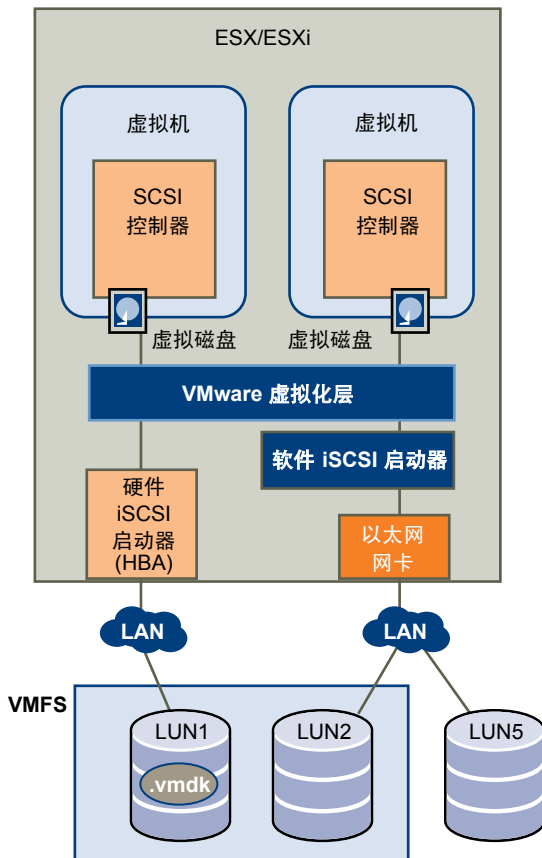 ESX/ESXi
虚拟机
虚拟机
SCSI
控制器
SCSI
控制器
虚拟磁盘
虚拟磁盘
VMware 虚拟化层
软件 iSCSI 启动器
硬件
iSCSI
启动器
(HBA)
以太网
网卡
LAN
LAN
VMFS
LUN1
LUN2
LUN5
.vmdk